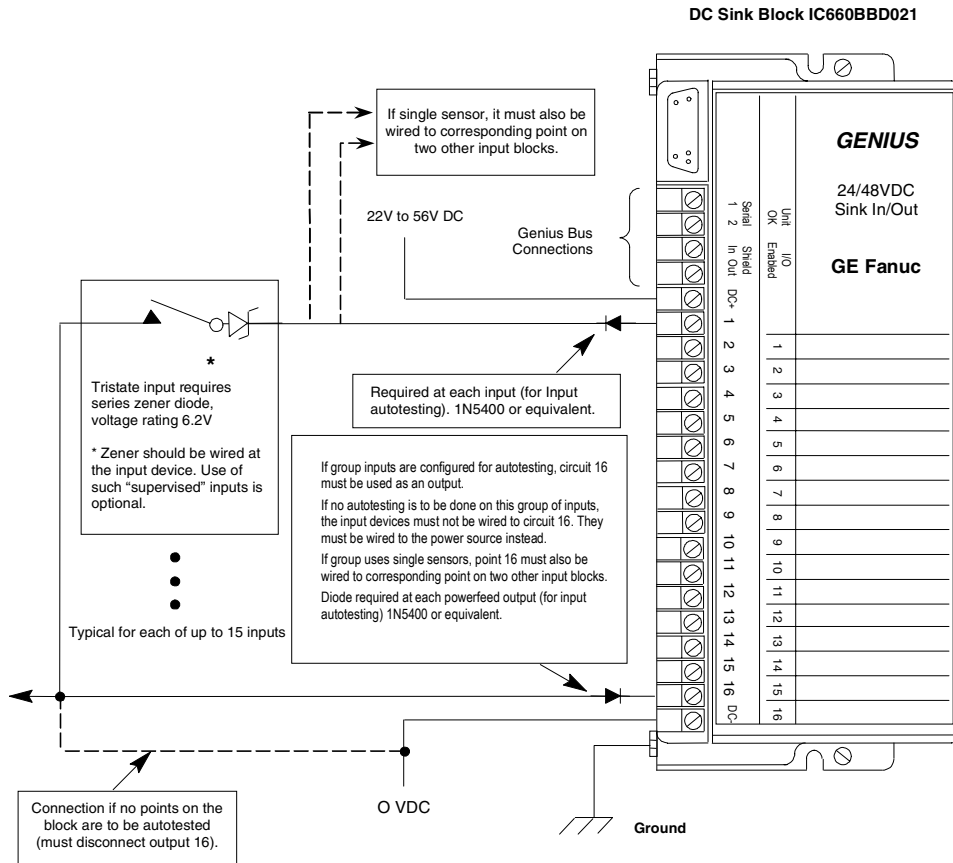 DC Sink Block IC660BBD021
If single sensor, it must also be
wired to corresponding point on
two other input blocks.
GENIUS
24/48VDC
Sink In/Out
GE Fanuc
22V to 56V DC
Genius Bus
Connections
Unit
OK
I/O
Enabled
Serial
1 2
Shield
In Out
DC+
1
2
3
4
5
6
7
8
9
10
11
12
13
14
15
16
DC-
1
2
3
4
5
6
7
8
9
10
11
12
13
14
15
16
*
Tristate input requires
series zener diode,
voltage rating 6.2V
* Zener should be wired at
the input device. Use of
such “supervised” inputs is
optional.
Required at each input (for Input
autotesting). 1N5400 or equivalent.
If group inputs are configured for autotesting, circuit 16
must be used as an output.
If no autotesting is to be done on this group of inputs,
the input devices must not be wired to circuit 16. They
must be wired to the power source instead.
If group uses single sensors, point 16 must also be
wired to corresponding point on two other input blocks.
Diode required at each powerfeed output (for input
autotesting) 1N5400 or equivalent.
Typical for each of up to 15 inputs
Connection if no points on the
block are to be autotested
(must disconnect output 16).
O VDC
Ground